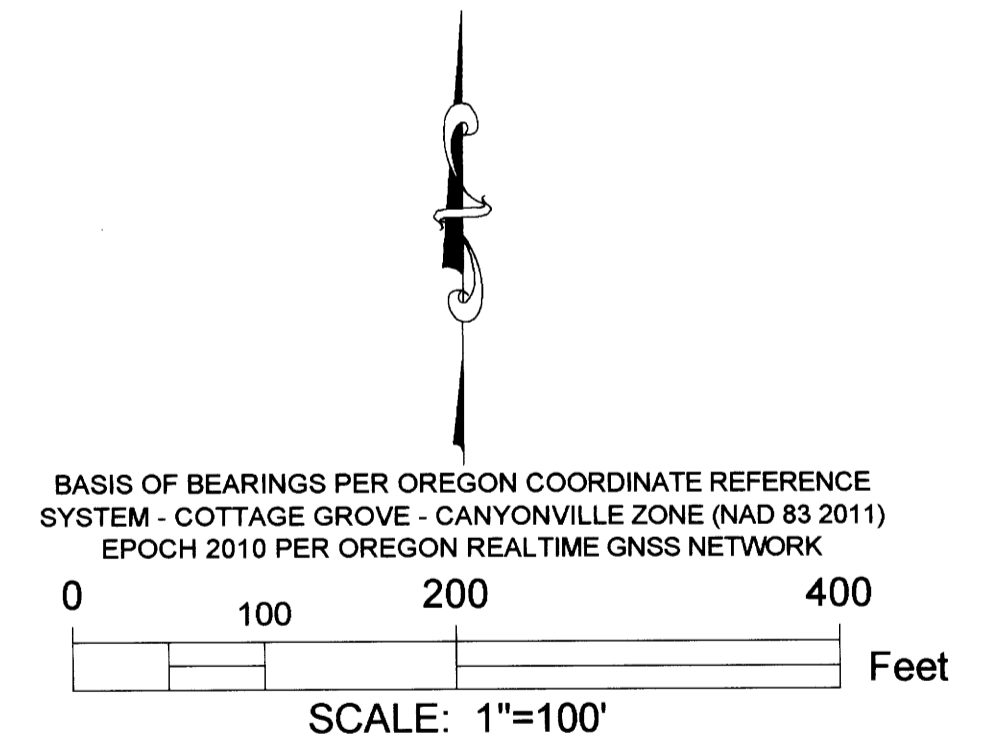 BASIS OF BEARINGS PER OREGON COORDINATE REFERENCE
SYSTEM - COTTAGE GROVE - CANYONVILLE ZONE (NAD 83 2011)
EPOCH 2010 PER OREGON REALTIME GNSS NETWORK
0 100 200 400
Feet
SCALE: 1"=100'